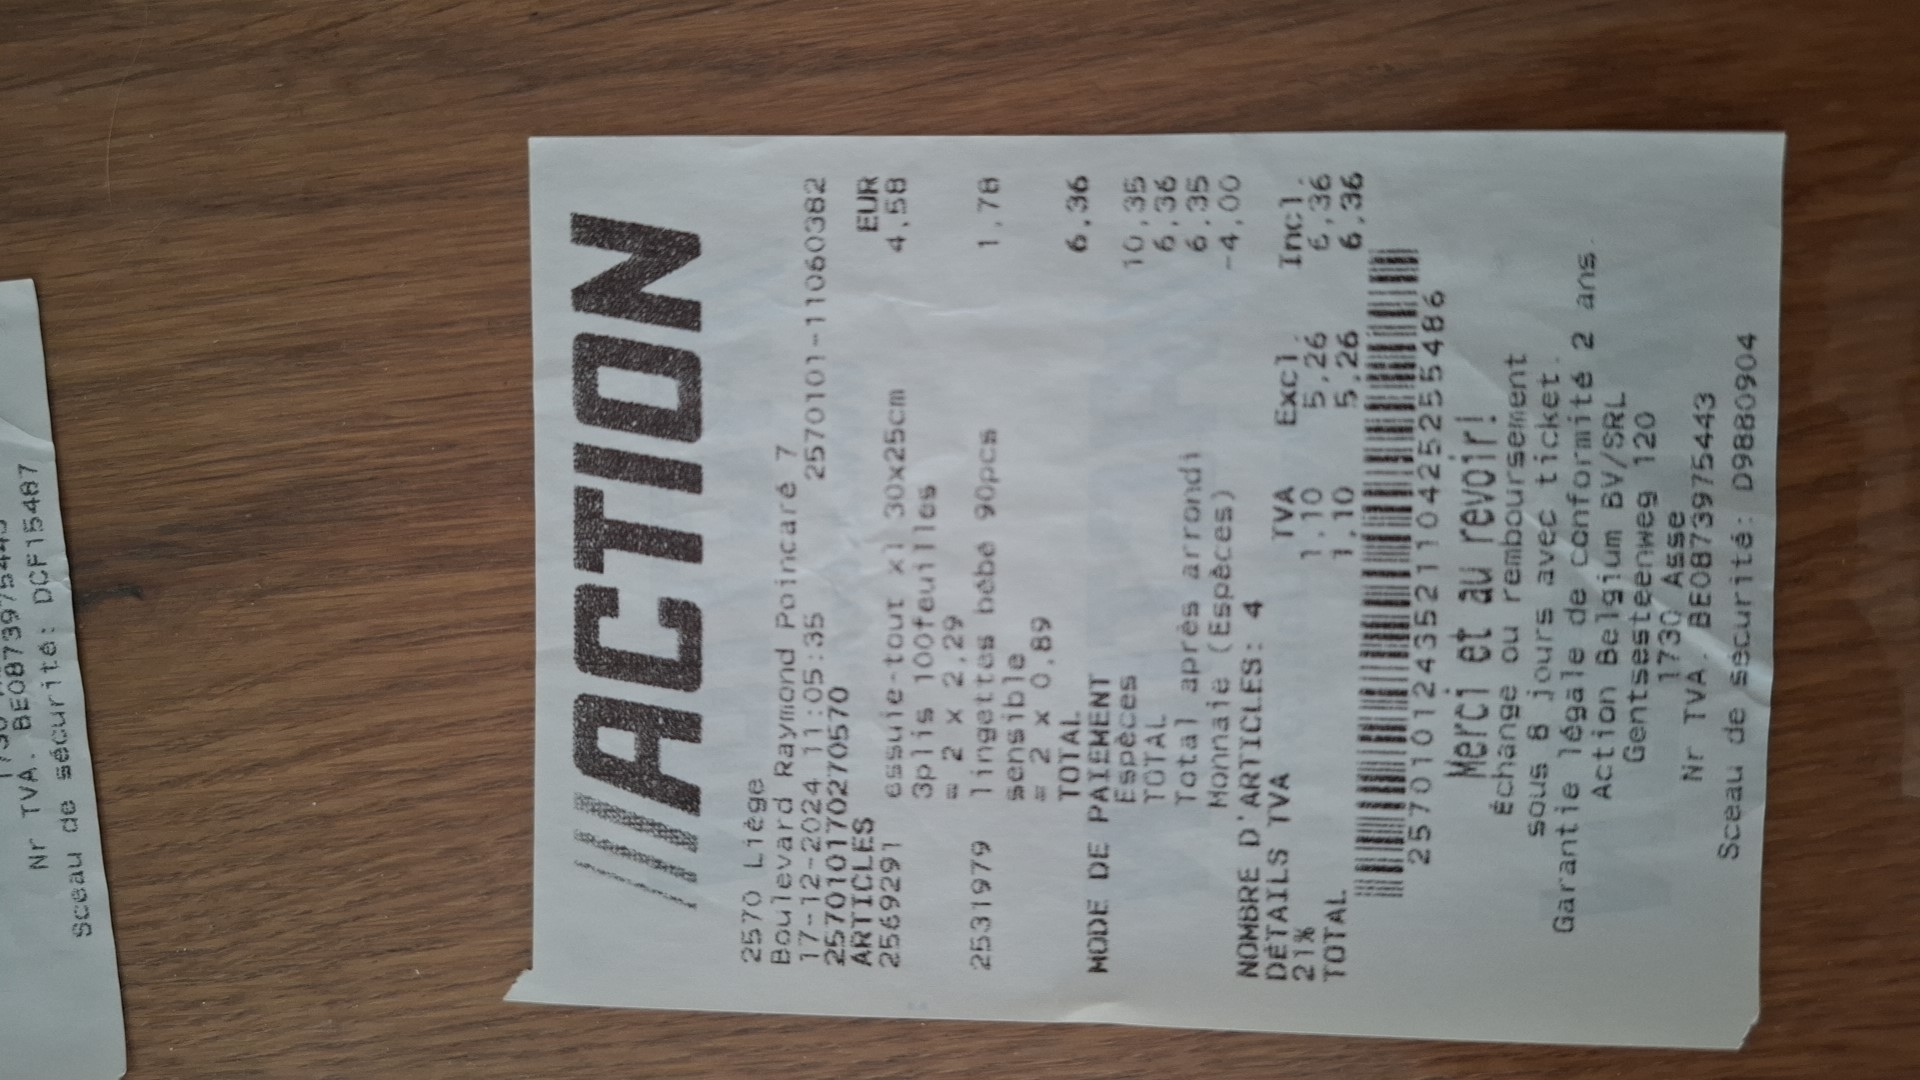 Nr TVA. BE0873975443
Sceau de sécurité: DCF15487
///ACTION
2570 Liège
Boulevard Raymond Poincaré 7
17-12-2024 11:05:35 2570101-11060382
257010170270570
ARTICLES EUR
2569291 essuie-tout xl 30x25cm 4,58
3plis 100feuilles
= 2 x 2,29
2531979 lingettes bébé 90pcs 1,78
sensible
= 2 x 0,89
TOTAL 6,36
MODE DE PAIEMENT
Espèces 10,35
TOTAL 6,36
Total après arrondi 6,35
Monnaie (Espèces) -4,00
NOMBRE D'ARTICLES: 4
DÉTAILS TVA TVA Excl. Incl.
21% 1,10 5,26 6,36
TOTAL 1,10 5,26 6,36
2570101243521104252554​86
Merci et au revoir!
Échange ou remboursement
sous 8 jours avec ticket.
Garantie légale de conformité 2 ans.
Action Belgium BV/SRL
Gentsesteenweg 120
1730 Asse
Nr TVA. BE0873975443
Sceau de sécurité: D9880904